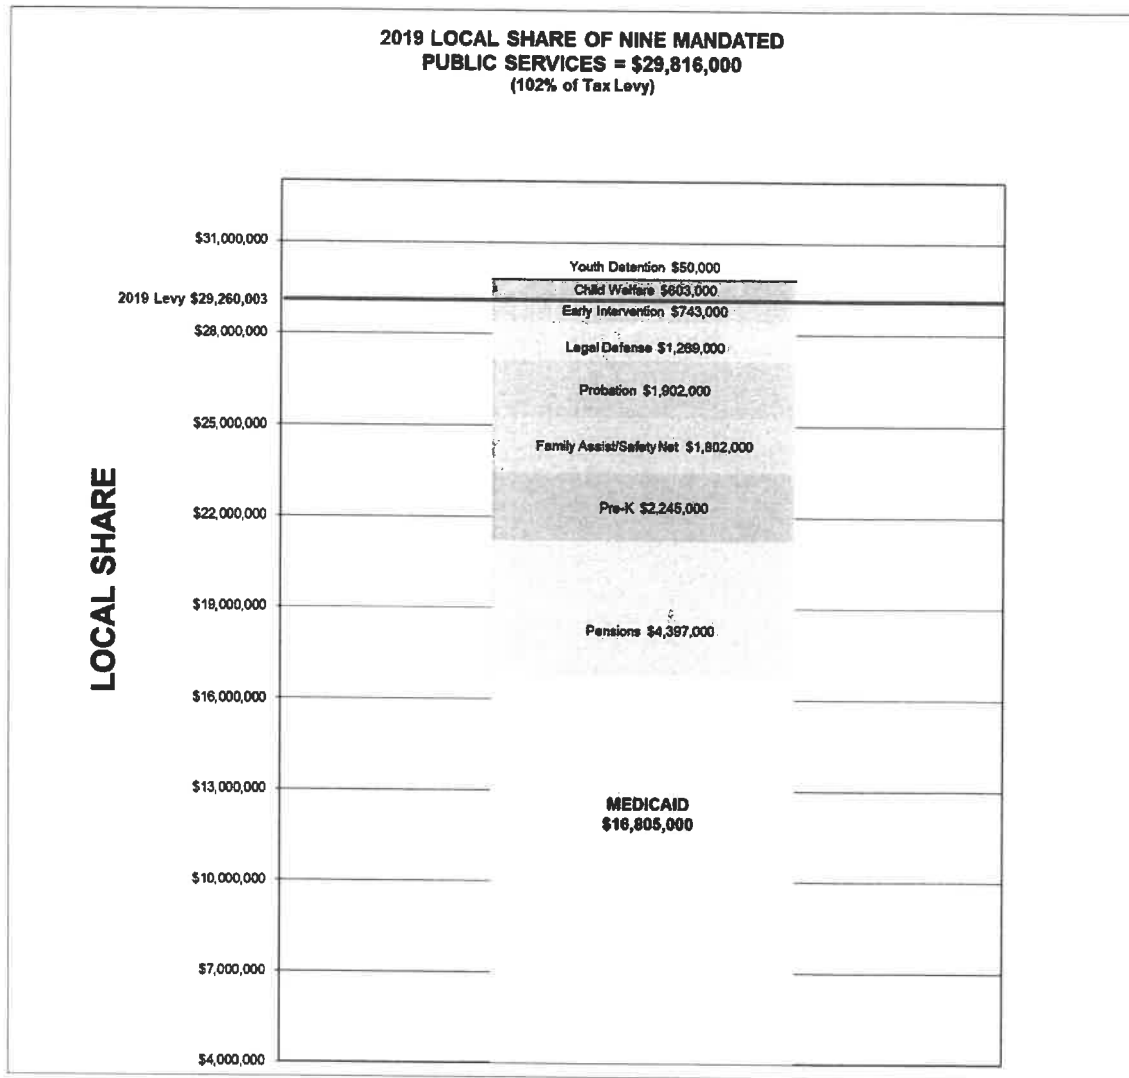 2019 LOCAL SHARE OF NINE MANDATED
PUBLIC SERVICES = $29,816,000
(102% of Tax Levy)
$31,000,000
Youth Detention $50,000
Child Welfare $603,000
2019 Levy $29,260,003
Early Intervention $743,000
$28,000,000
Legal Defense $1,269,000
Probation $1,902,000
$25,000,000
Family Assist/Safety Net $1,802,000
Pre-K $2,245,000
$22,000,000
LOCAL SHARE
$19,000,000
Pensions $4,397,000
$16,000,000
$13,000,000
MEDICAID
$16,805,000
$10,000,000
$7,000,000
$4,000,000